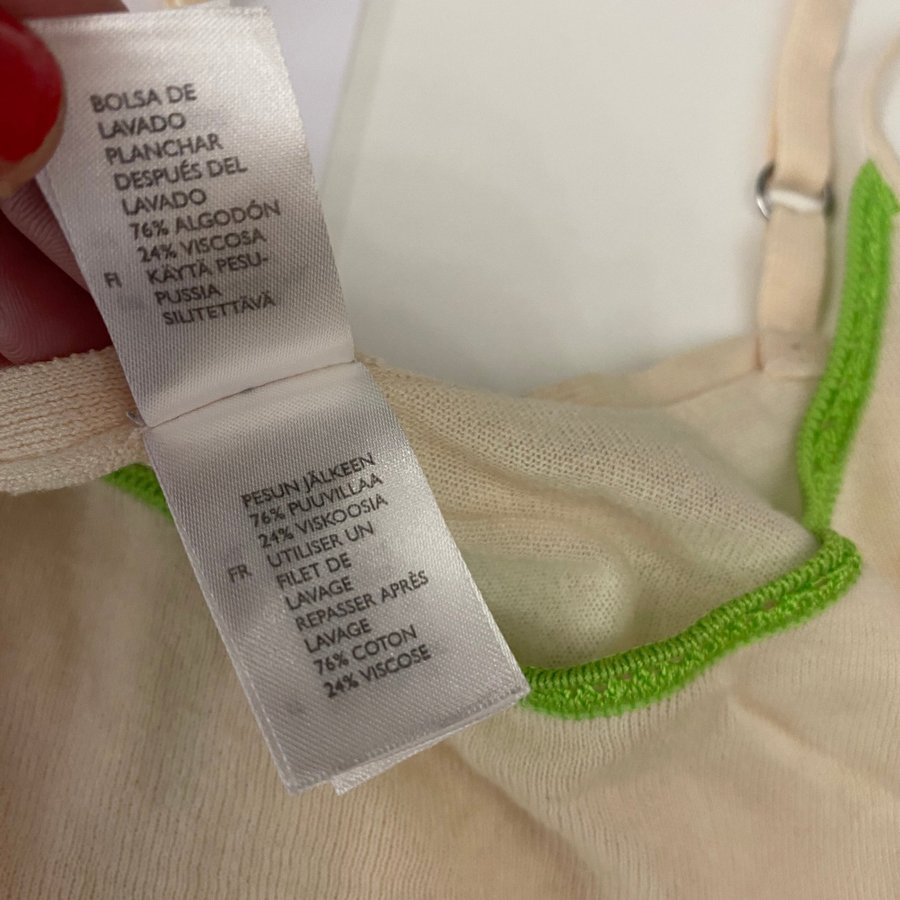 BOLSA DE
LAVADO
PLANCHAR
DESPUÉS DEL
LAVADO
76% ALGODÓN
24% VISCOSA
FI KÄYTÄ PESU-
PUSSIA
SILITETTÄVÄ
PESUN JÄLKEEN
76% PUUVILLAA
24% VISKOOSIA
FR UTILISER UN
FILET DE
LAVAGE
REPASSER APRÈS
LAVAGE
76% COTON
24% VISCOSE